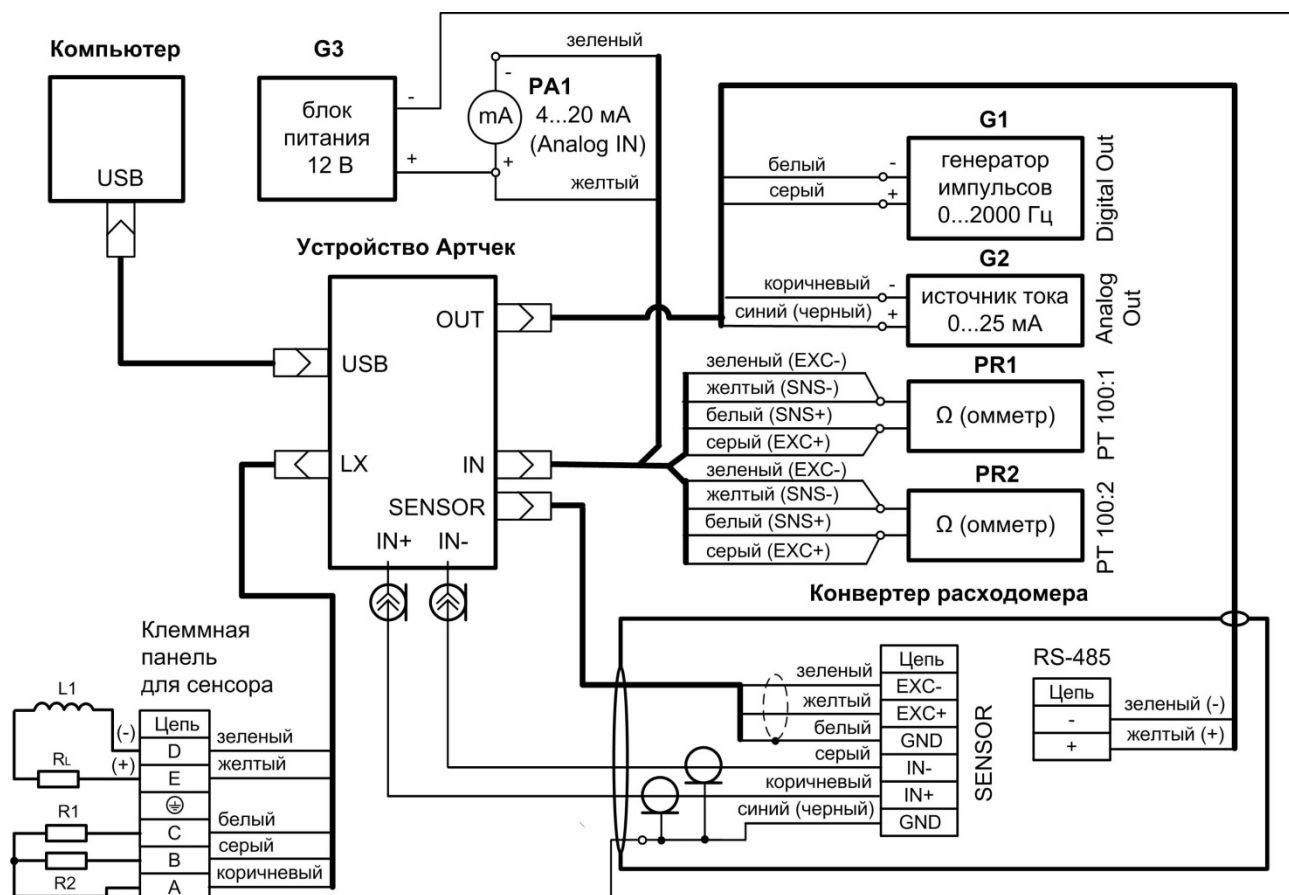 Компьютер
USB
G3
блок
питания
12 В
-
+
зеленый
-
mA
+
PA1
4...20 мА
(Analog IN)
желтый
Устройство Артчек
OUT
USB
LX
IN
SENSOR
IN+ IN-
G1
белый
-
серый
+
генератор
импульсов
0...2000 Гц
Digital Out
G2
коричневый
-
синий (черный)
+
источник тока
0...25 мА
Analog
Out
PR1
зеленый (EXC-)
желтый (SNS-)
белый (SNS+)
серый (EXC+)
Ω (омметр)
PT 100:1
PR2
зеленый (EXC-)
желтый (SNS-)
белый (SNS+)
серый (EXC+)
Ω (омметр)
PT 100:2
Конвертер расходомера
зеленый
желтый
белый
серый
коричневый
синий (черный)
Цепь
EXC-
EXC+
GND
IN-
IN+
GND
SENSOR
RS-485
Цепь
-
+
зеленый (-)
желтый (+)
Клеммная
панель
для сенсора
L1
(-)
RL
(+)
R1
R2
Цепь
D
E
C
B
A
зеленый
желтый
белый
серый
коричневый